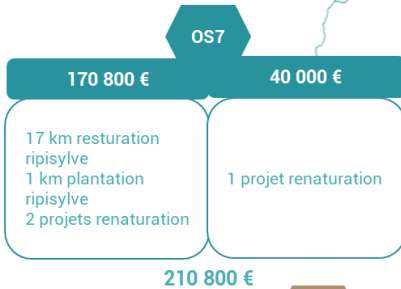 OS7
170 800 €
40 000 €
17 km resturation
ripisylve
1 km plantation
ripisylve
2 projets renaturation
1 projet renaturation
210 800 €